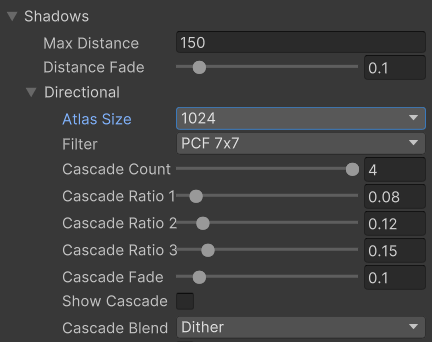 Shadows
Max Distance 150
Distance Fade 0.1
Directional
Atlas Size 1024
Filter PCF 7x7
Cascade Count 4
Cascade Ratio 1 0.08
Cascade Ratio 2 0.12
Cascade Ratio 3 0.15
Cascade Fade 0.1
Show Cascade
Cascade Blend Dither